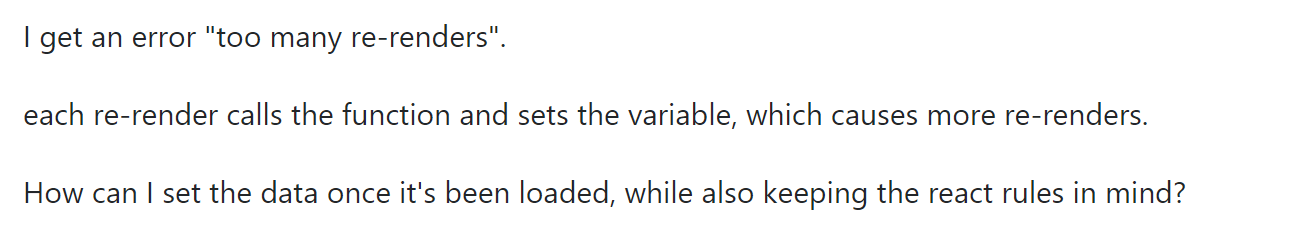 I get an error "too many re-renders".
each re-render calls the function and sets the variable, which causes more re-renders.
How can I set the data once it's been loaded, while also keeping the react rules in mind?